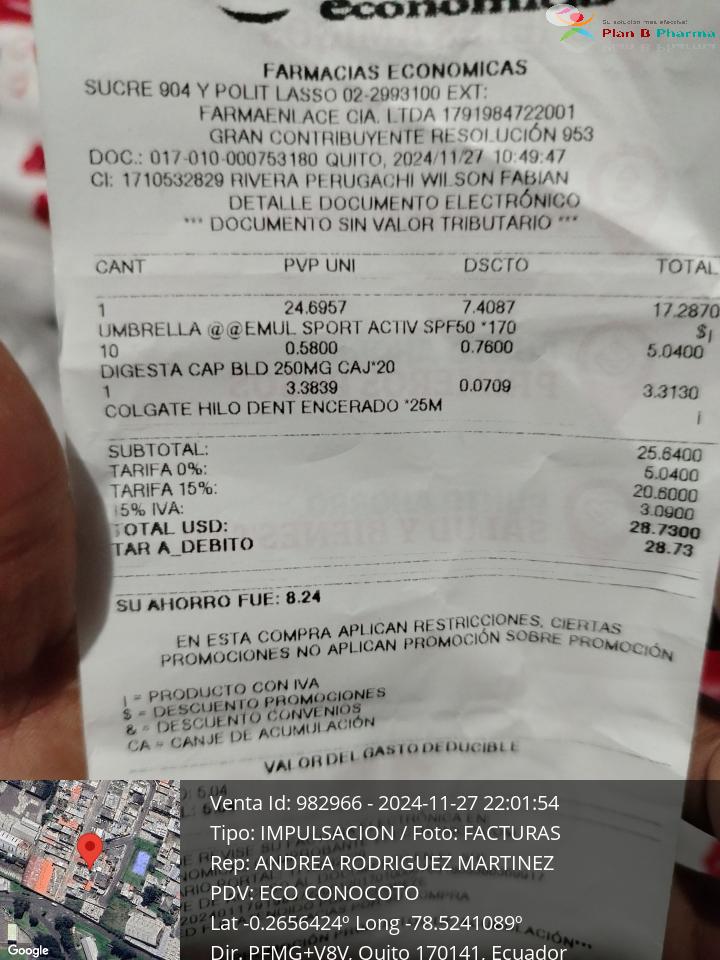 Su solución más efectiva!
Plan B Pharma
FARMACIAS ECONOMICAS
SUCRE 904 Y POLIT LASSO 02-2993100 EXT:
FARMAENLACE CIA. LTDA 1791984722001
GRAN CONTRIBUYENTE RESOLUCIÓN 953
DOC.: 017-010-000753180 QUITO, 2024/11/27 10:49:47
CI: 1710532829 RIVERA PERUGACHI WILSON FABIAN
DETALLE DOCUMENTO ELECTRÓNICO
*** DOCUMENTO SIN VALOR TRIBUTARIO ***
CANT PVP UNI DSCTO TOTAL
1 24.6957 7.4087 17.2870
UMBRELLA @@EMUL SPORT ACTIV SPF50 *170 $¡
10 0.5800 0.7600 5.0400
DIGESTA CAP BLD 250MG CAJ*20
1 3.3839 0.0709 3.3130
COLGATE HILO DENT ENCERADO *25M ¡
SUBTOTAL: 25.6400
TARIFA 0%: 5.0400
TARIFA 15%: 20.6000
15% IVA: 3.0900
TOTAL USD: 28.7300
TAR A_DEBITO 28.73
SU AHORRO FUE: 8.24
EN ESTA COMPRA APLICAN RESTRICCIONES, CIERTAS
PROMOCIONES NO APLICAN PROMOCIÓN SOBRE PROMOCIÓN
¡ = PRODUCTO CON IVA
$ = DESCUENTO PROMOCIONES
& = DESCUENTO CONVENIOS
CA = CANJE DE ACUMULACIÓN
VALOR DEL GASTO DEDUCIBLE
Venta Id: 982966 - 2024-11-27 22:01:54
Tipo: IMPULSACION / Foto: FACTURAS
Rep: ANDREA RODRIGUEZ MARTINEZ
PDV: ECO CONOCOTO
Lat -0.2656424º Long -78.5241089º
Dir. PFMG+V8V, Quito 170141, Ecuador
Google